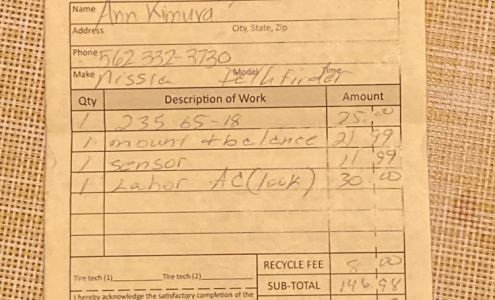 Name Ann Kimura
Address City, State, Zip
Phone 562 332-3730
Make Nissia Model Pathfinder Time
Qty Description of Work Amount
1 235 65-18 25.00
1 mount + balance 21 99
1 sensor 11 99
1 Labor AC (look) 30 00
RECYCLE FEE 8 00
Tire tech (1) Tire tech (2) SUB-TOTAL 146.98
I hereby acknowledge the satisfactory completion of the